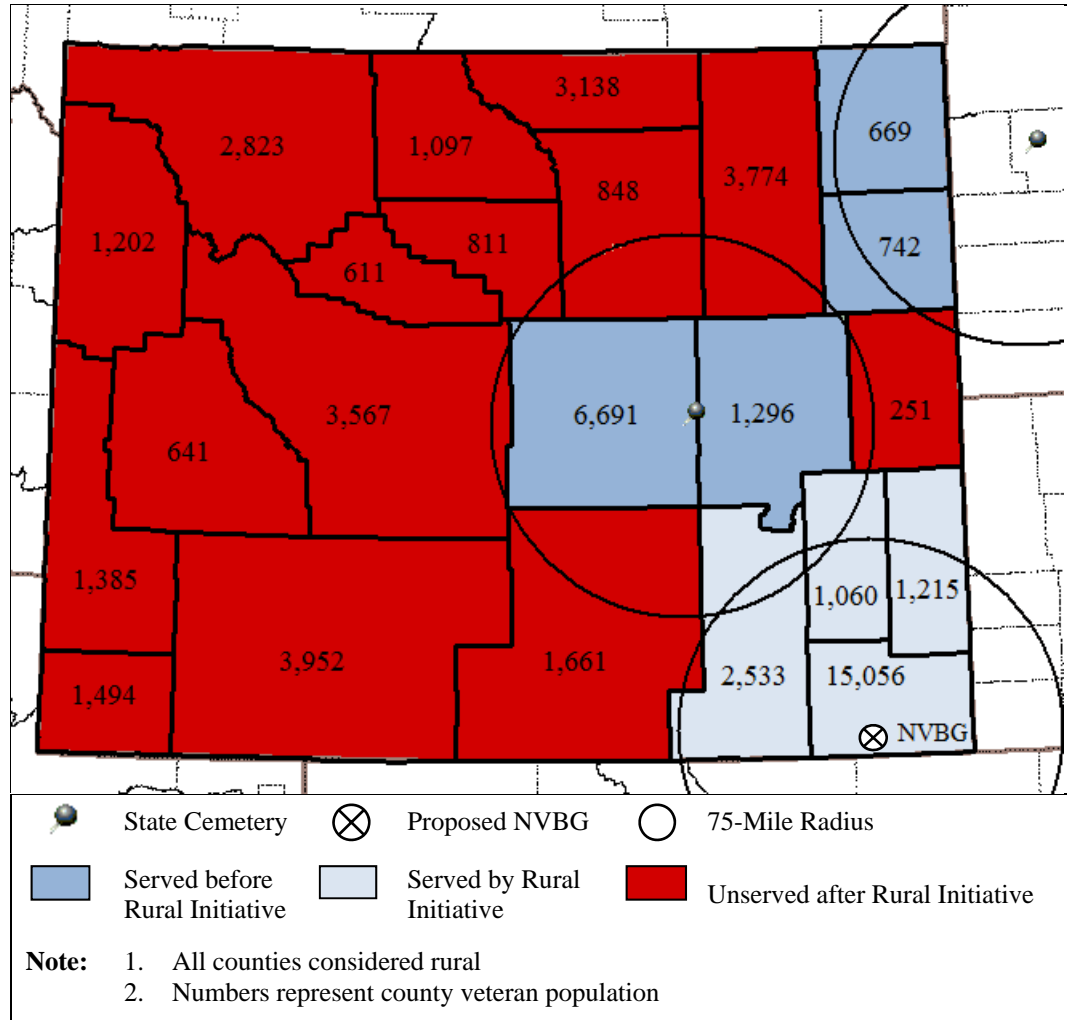 3,138
669
2,823
1,097
3,774
848
1,202
811
742
611
6,691
1,296
251
3,567
641
1,385
1,060
1,215
3,952
1,661
2,533
15,056
1,494
NVBG
State Cemetery
Proposed NVBG
75-Mile Radius
Served before
Rural Initiative
Served by Rural
Initiative
Unserved after Rural Initiative
Note: 1. All counties considered rural
2. Numbers represent county veteran population